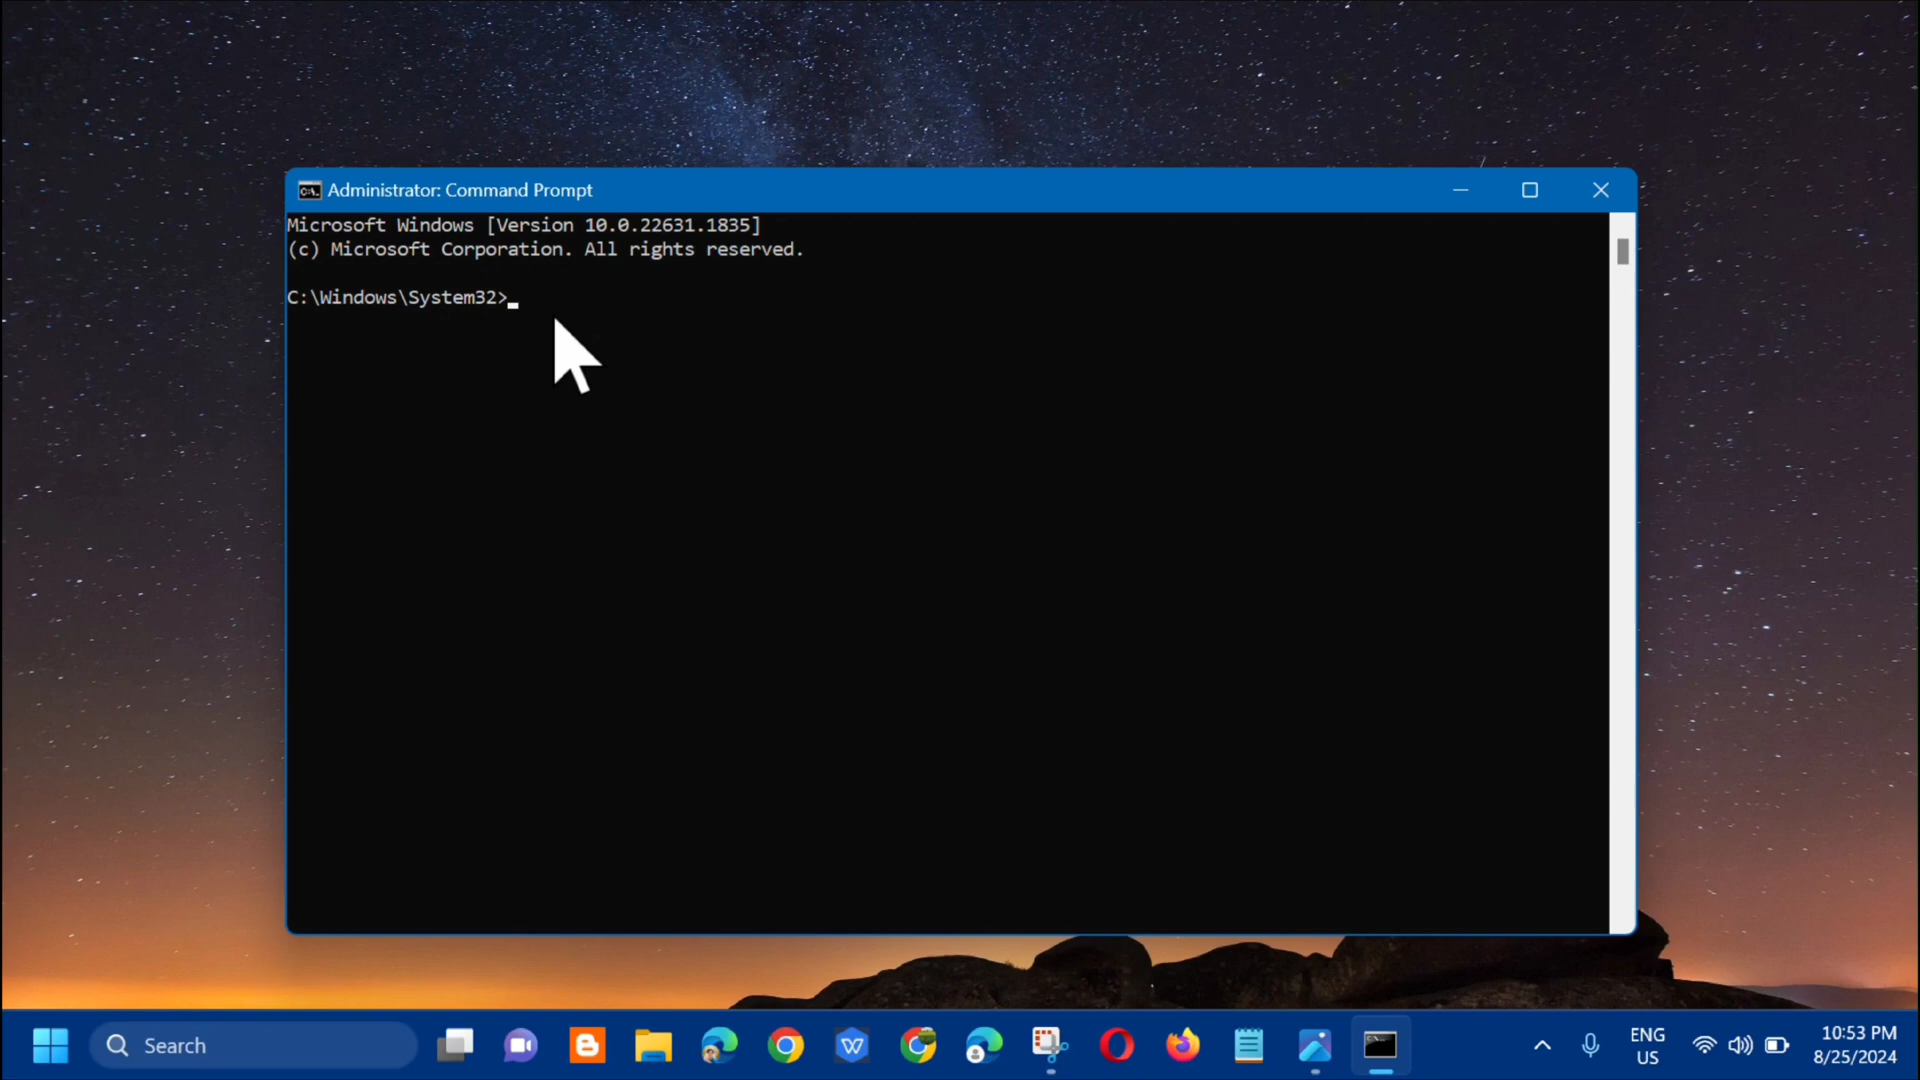 Administrator: Command Prompt
Microsoft Windows [Version 10.0.22631.1835]
(c) Microsoft Corporation. All rights reserved.
C:\Windows\System32>
Search
ENG
US
10:53 PM
8/25/2024